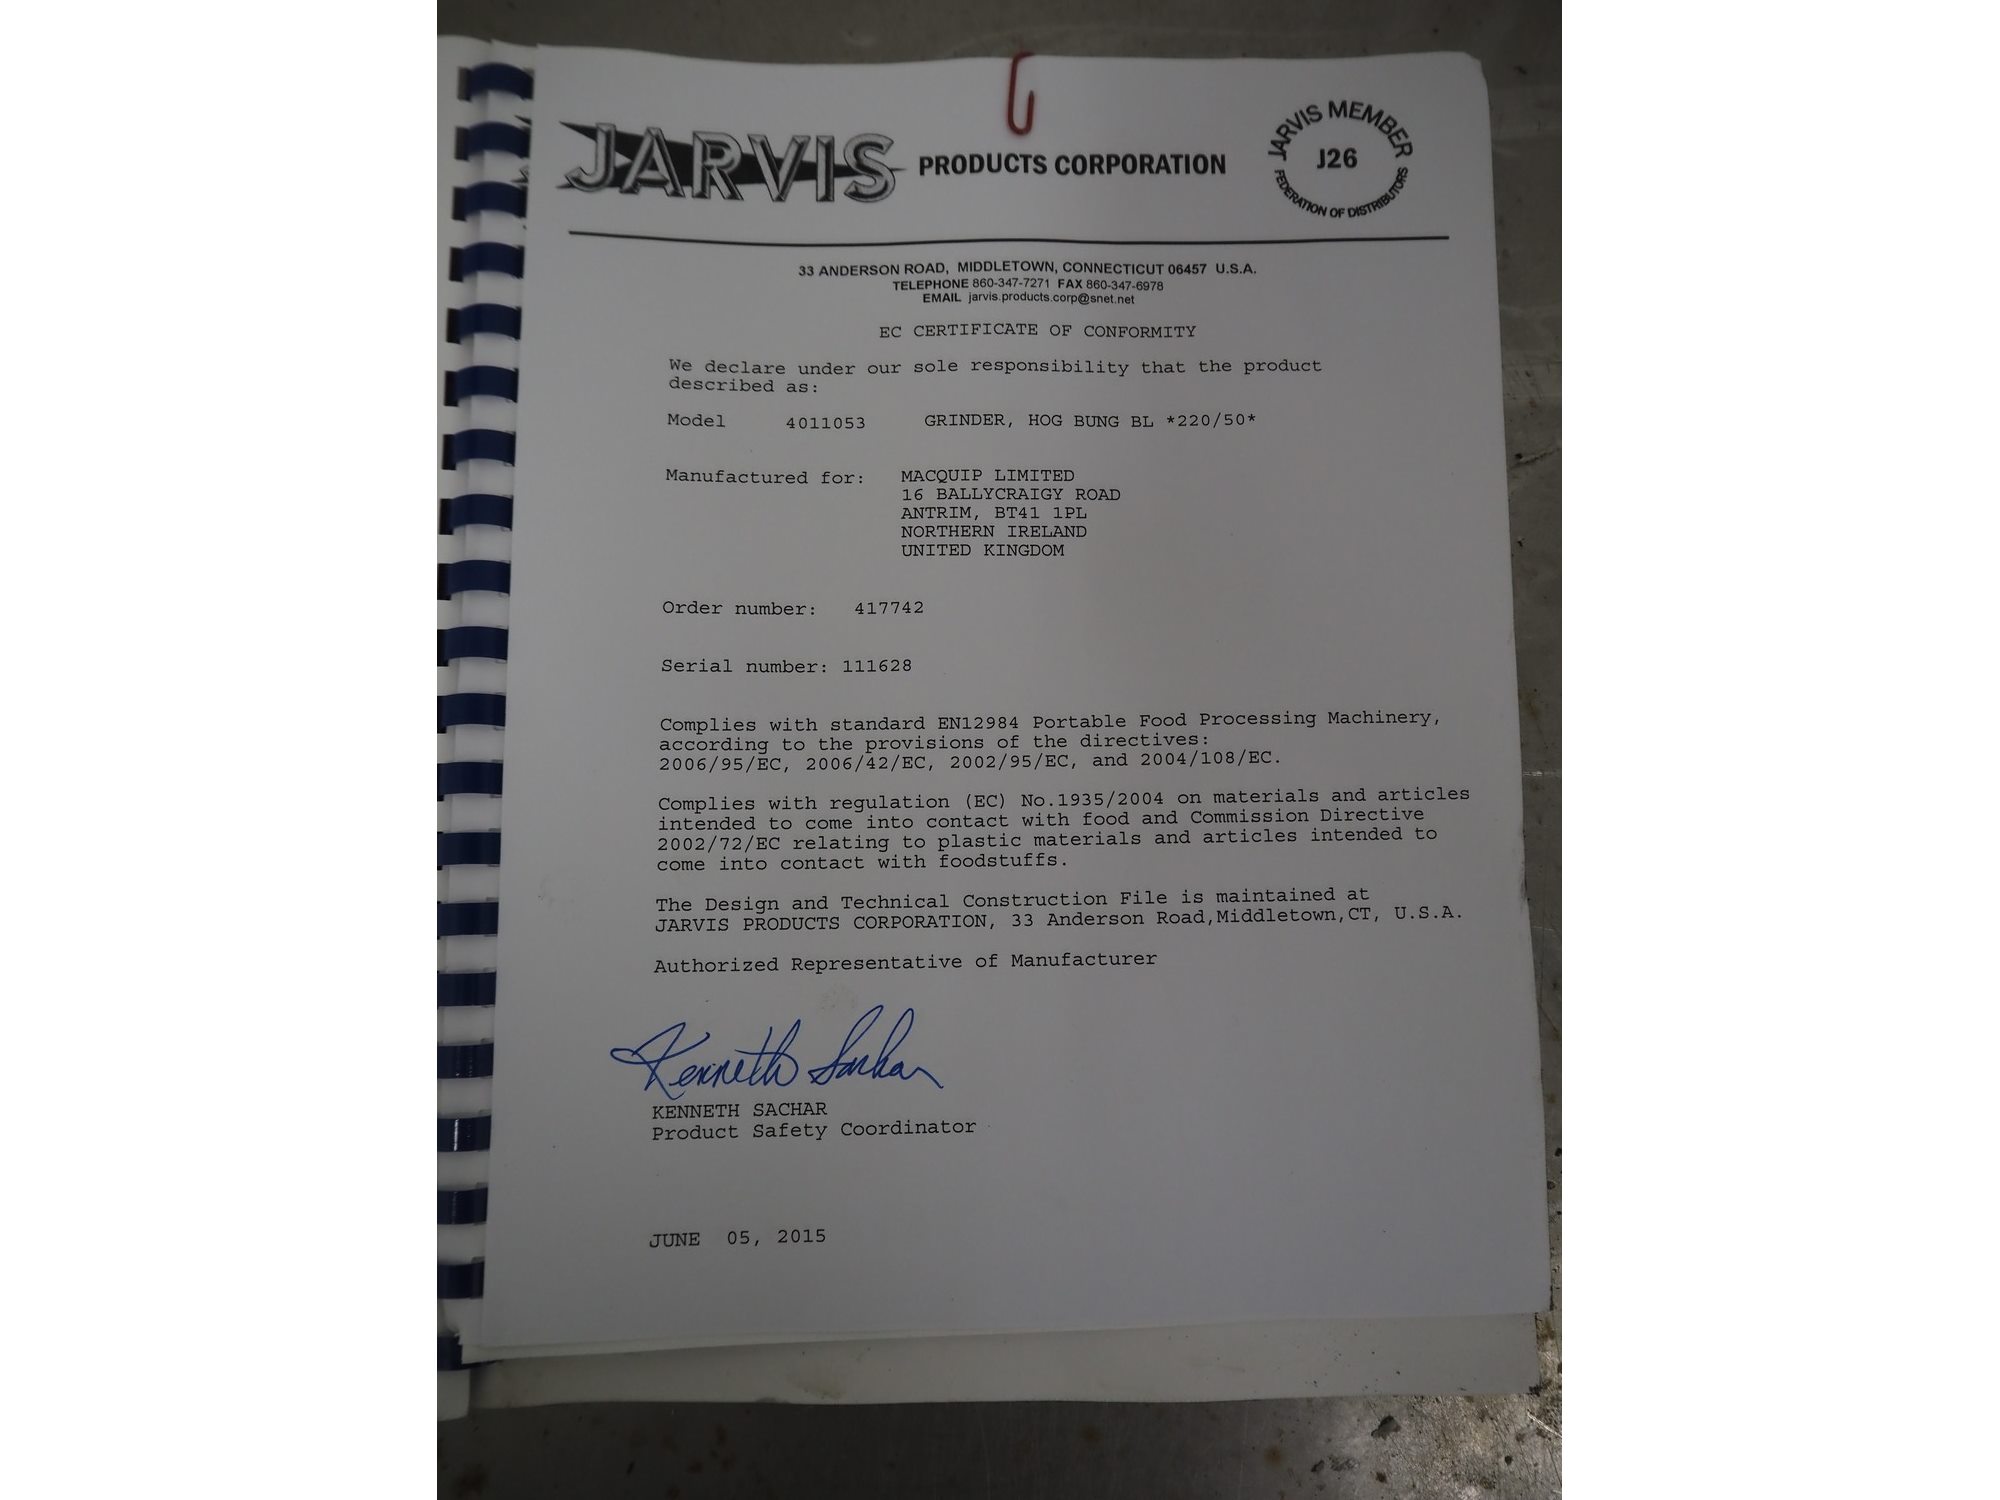 JARVIS PRODUCTS CORPORATION
JARVIS MEMBER
J26
FEDERATION OF DISTRIBUTORS
33 ANDERSON ROAD, MIDDLETOWN, CONNECTICUT 06457 U.S.A.
TELEPHONE 860-347-7271 FAX 860-347-6978
EMAIL jarvis.products.corp@snet.net
EC CERTIFICATE OF CONFORMITY
We declare under our sole responsibility that the product
described as:
Model 4011053 GRINDER, HOG BUNG BL *220/50*
Manufactured for: MACQUIP LIMITED
16 BALLYCRAIGY ROAD
ANTRIM, BT41 1PL
NORTHERN IRELAND
UNITED KINGDOM
Order number: 417742
Serial number: 111628
Complies with standard EN12984 Portable Food Processing Machinery,
according to the provisions of the directives:
2006/95/EC, 2006/42/EC, 2002/95/EC, and 2004/108/EC.
Complies with regulation (EC) No.1935/2004 on materials and articles
intended to come into contact with food and Commission Directive
2002/72/EC relating to plastic materials and articles intended to
come into contact with foodstuffs.
The Design and Technical Construction File is maintained at
JARVIS PRODUCTS CORPORATION, 33 Anderson Road,Middletown,CT, U.S.A.
Authorized Representative of Manufacturer
Kenneth Sachar
KENNETH SACHAR
Product Safety Coordinator
JUNE 05, 2015